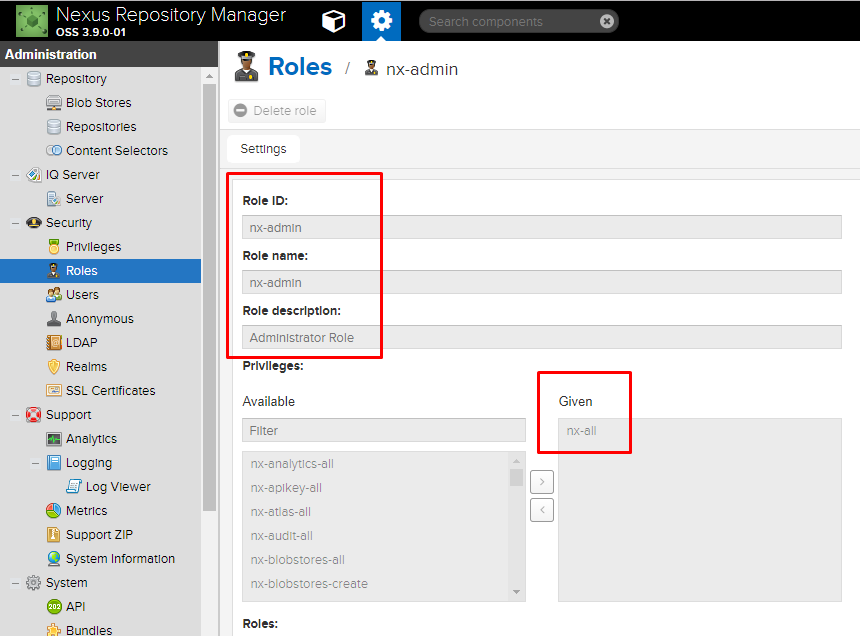 Nexus Repository Manager
OSS 3.9.0-01
Search components
Administration
Repository
Blob Stores
Repositories
Content Selectors
IQ Server
Server
Security
Privileges
Roles
Users
Anonymous
LDAP
Realms
SSL Certificates
Support
Analytics
Logging
Log Viewer
Metrics
Support ZIP
System Information
System
202
API
Bundles
Roles / nx-admin
Delete role
Settings
Role ID:
nx-admin
Role name:
nx-admin
Role description:
Administrator Role
Privileges:
Available
Filter
nx-analytics-all
nx-apikey-all
nx-atlas-all
nx-audit-all
nx-blobstores-all
nx-blobstores-create
Given
nx-all
Roles: